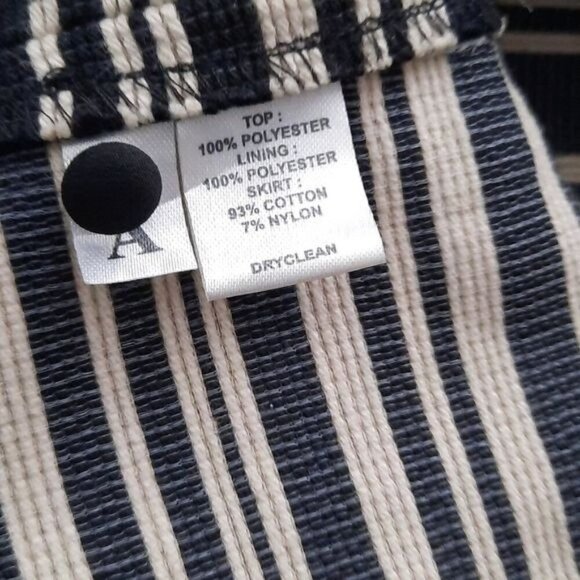 A
TOP :
100% POLYESTER
LINING :
100% POLYESTER
SKIRT :
93% COTTON
7% NYLON
DRYCLEAN